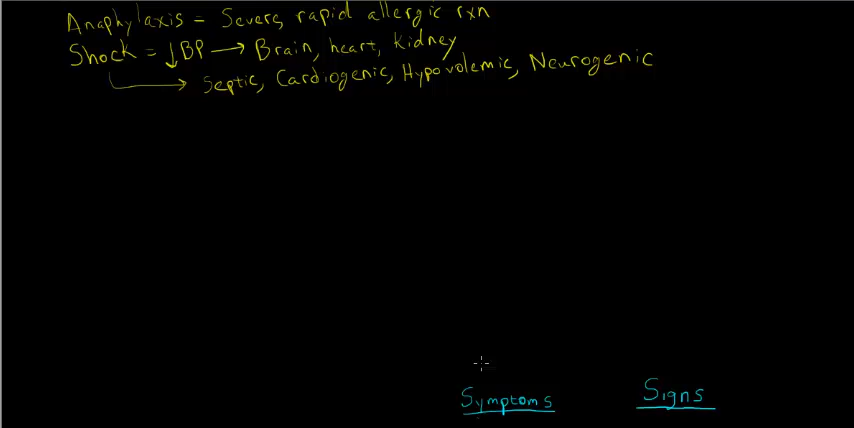 Anaphylaxis = Severe, rapid allergic rxn
Shock = ↓BP → Brain, heart, Kidney
Septic, Cardiogenic, Hypovolemic, Neurogenic
Symptoms
Signs